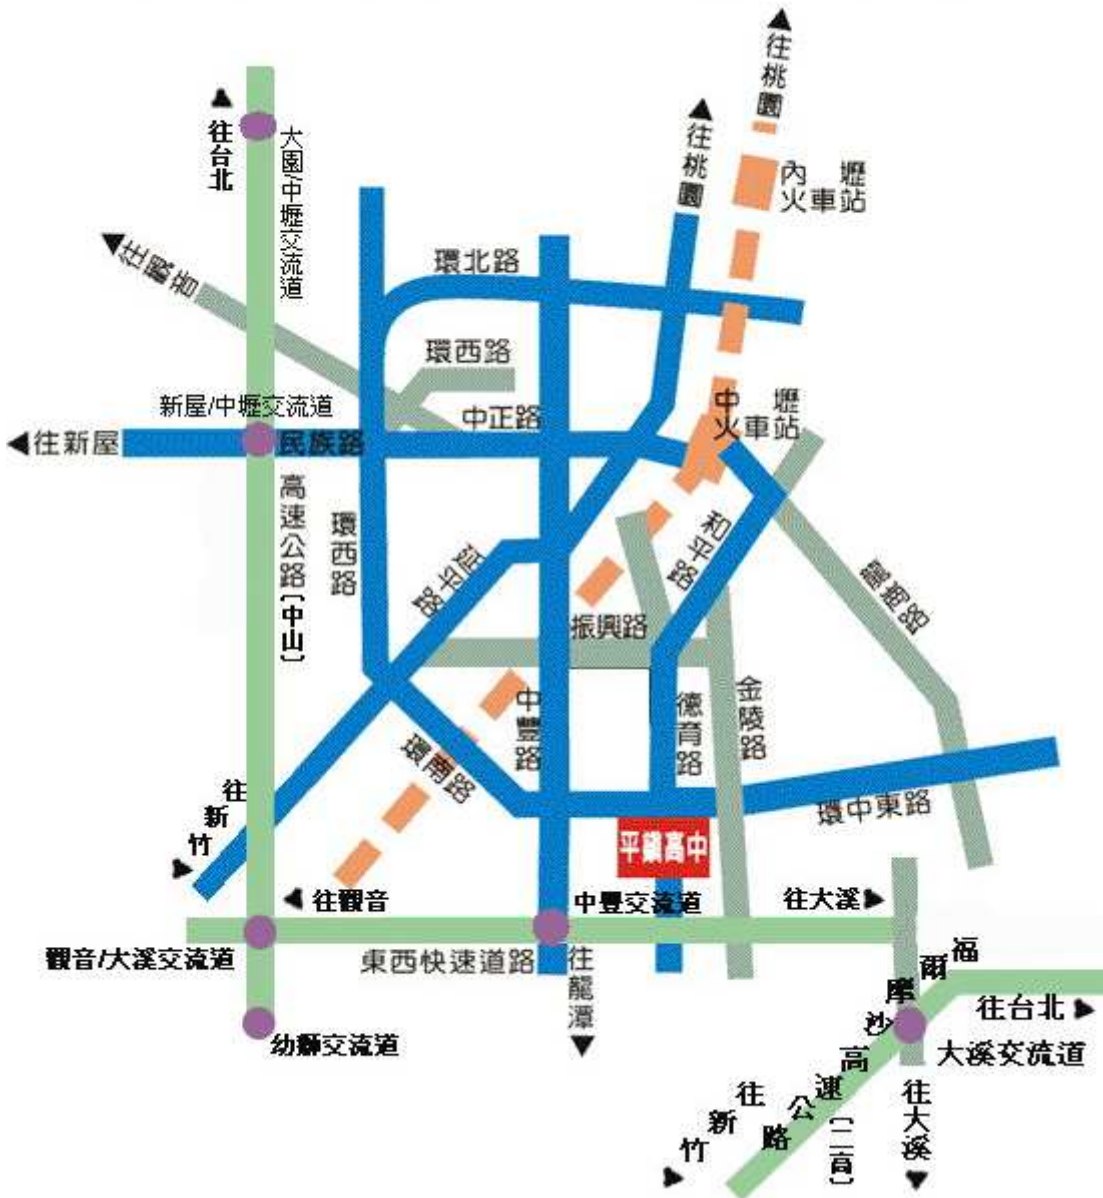 往桃園
往桃園
往台北
大園/中壢交流道
內壢
火車站
往觀音
環北路
環西路
新屋/中壢交流道
中正路
中壢
火車站
往新屋
民族路
高速公路[中山]
環西路
延平路
和平路
龍岡路
振興路
中豐路
德育路
金陵路
環南路
環中東路
往新竹
平鎮高中
往觀音
中豐交流道
往大溪
觀音/大溪交流道
東西快速道路
往龍潭
福爾摩沙高速公路[二高]
往台北
幼獅交流道
大溪交流道
往新竹
往大溪